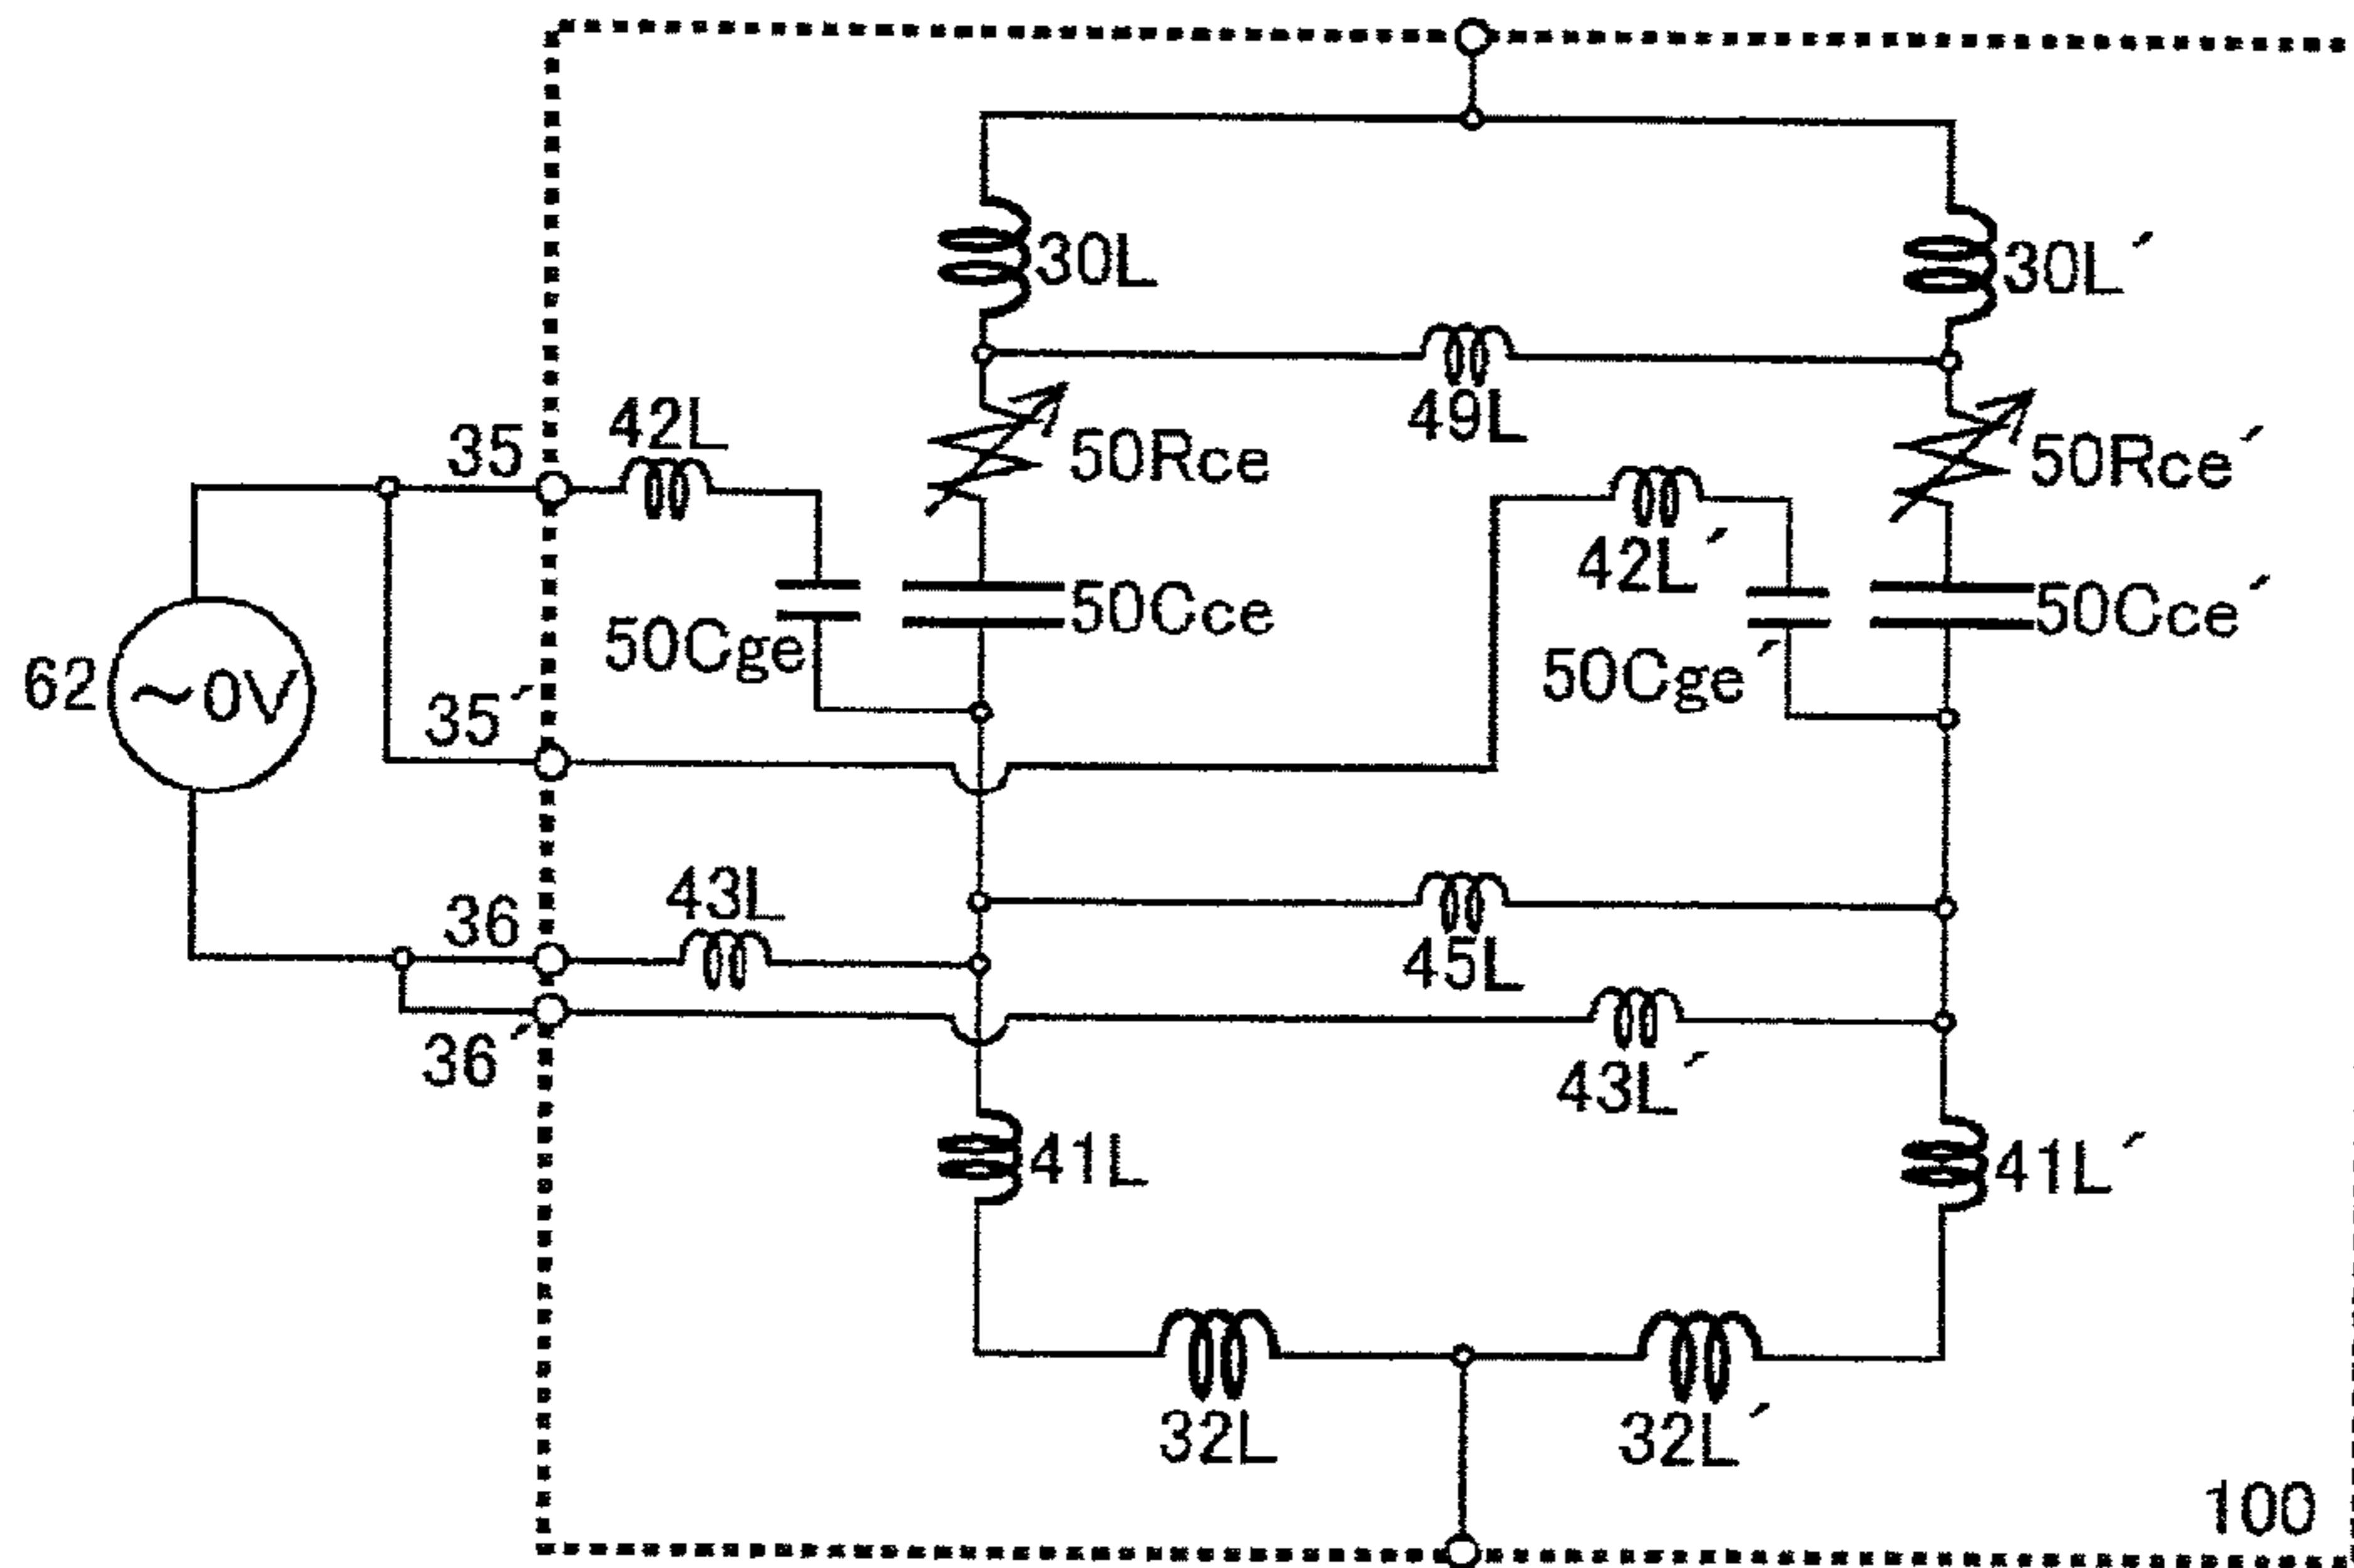 30L
30L´
49L
42L
35
50Rce
50Rce´
42L´
50Cge
50Cce
50Cge´
50Cce´
62
~0V
35´
43L
36
45L
36´
43L´
41L
41L´
32L
32L´
100